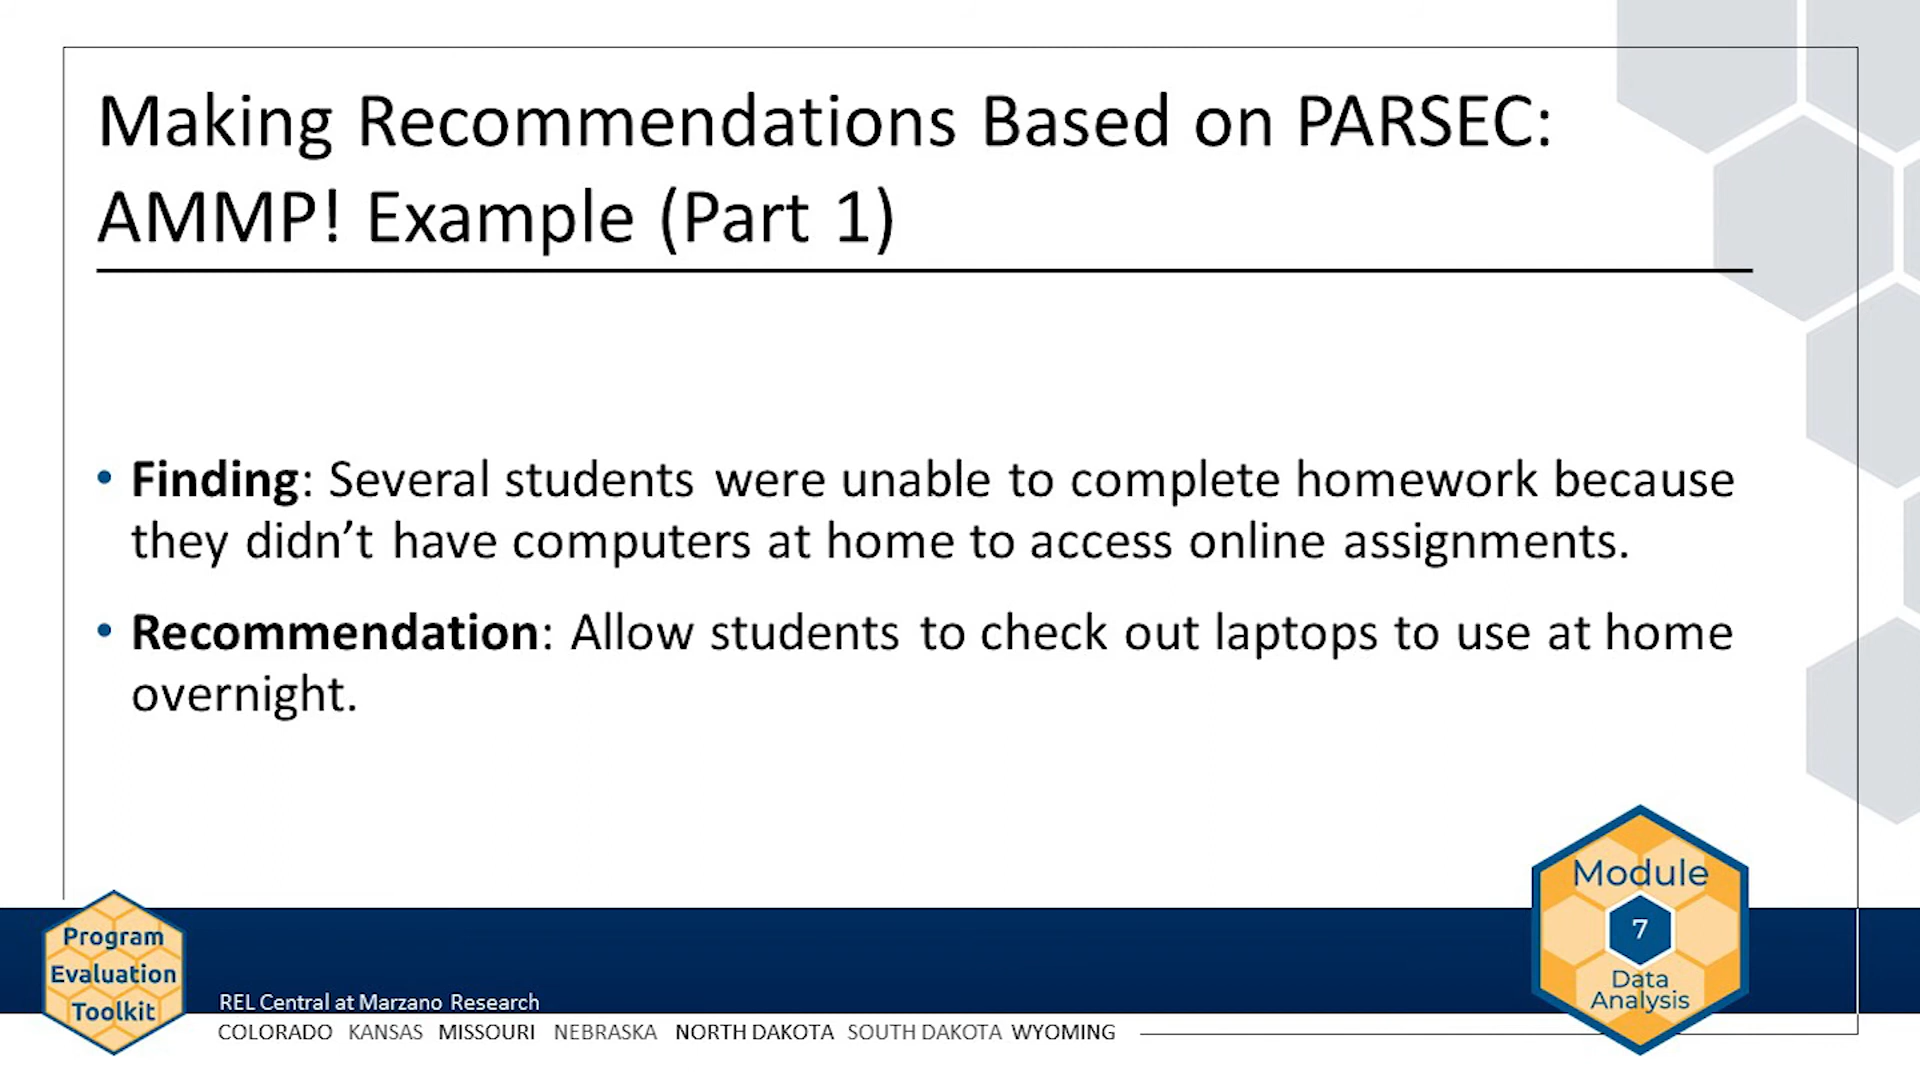 Making Recommendations Based on PARSEC:
AMMP! Example (Part 1)
• Finding: Several students were unable to complete homework because
they didn’t have computers at home to access online assignments.
• Recommendation: Allow students to check out laptops to use at home
overnight.
Module
7
Data
Analysis
Program
Evaluation
Toolkit
REL Central at Marzano Research
COLORADO KANSAS MISSOURI NEBRASKA NORTH DAKOTA SOUTH DAKOTA WYOMING